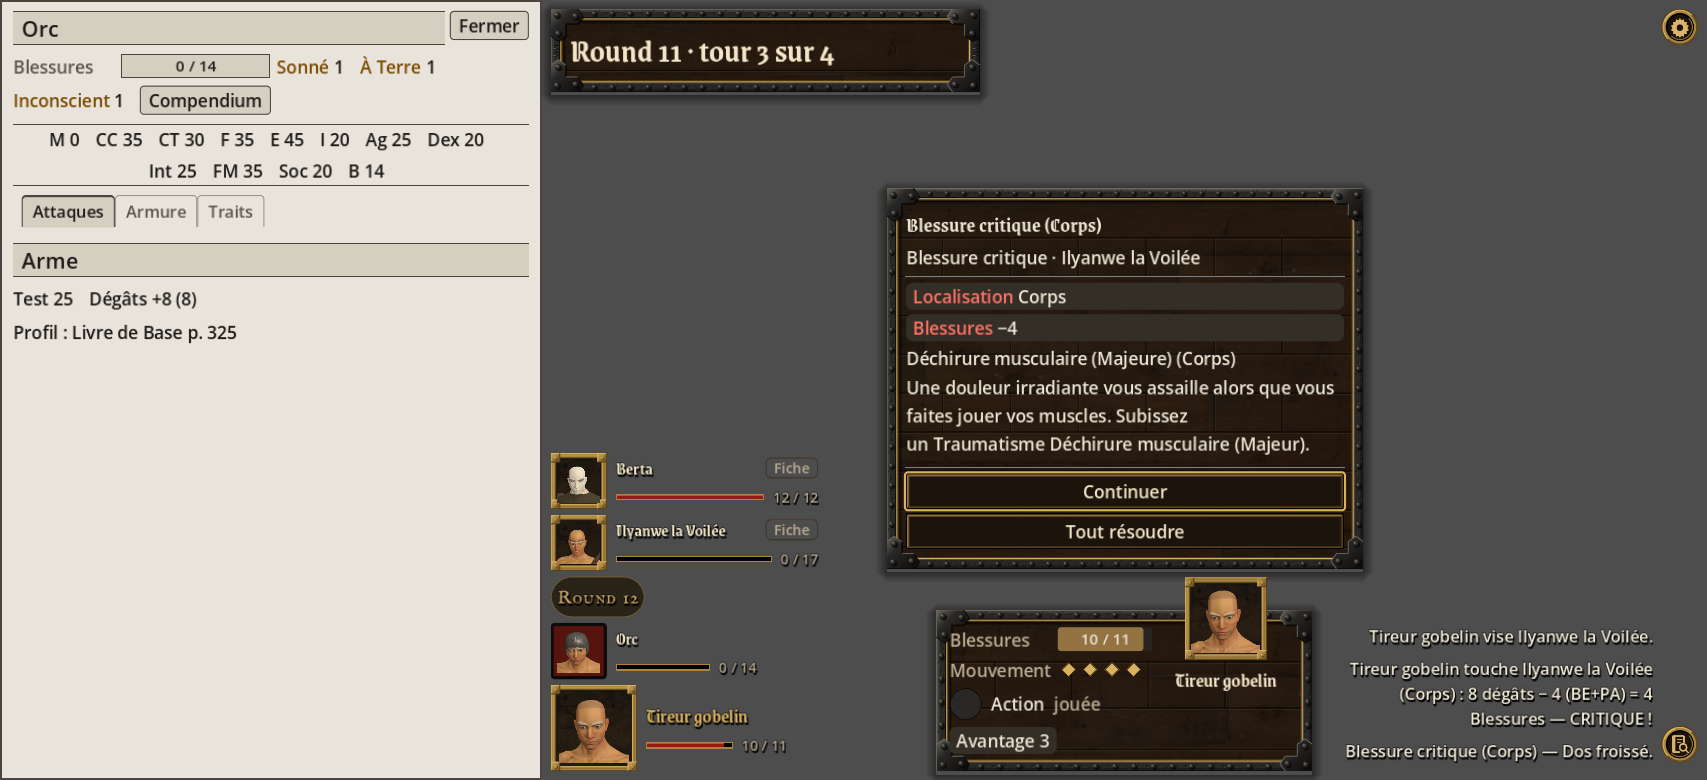 Orc
Fermer
Blessures 0 / 14 Sonné 1 À Terre 1
Inconscient 1 Compendium
M 0 CC 35 CT 30 F 35 E 45 I 20 Ag 25 Dex 20
Int 25 FM 35 Soc 20 B 14
Attaques Armure Traits
Arme
Test 25 Dégâts +8 (8)
Profil : Livre de Base p. 325
Round 11 · tour 3 sur 4
Blessure critique (Corps)
Blessure critique · Ilyanwe la Voilée
Localisation Corps
Blessures −4
Déchirure musculaire (Majeure) (Corps)
Une douleur irradiante vous assaille alors que vous
faites jouer vos muscles. Subissez
un Traumatisme Déchirure musculaire (Majeur).
Continuer
Tout résoudre
Berta Fiche
12 / 12
Ilyanwe la Voilée Fiche
0 / 17
Round 12
Orc
0 / 14
Tireur gobelin
10 / 11
Blessures 10 / 11
Mouvement
Tireur gobelin
Action jouée
Avantage 3
Tireur gobelin vise Ilyanwe la Voilée.
Tireur gobelin touche Ilyanwe la Voilée
(Corps) : 8 dégâts − 4 (BE+PA) = 4
Blessures — CRITIQUE !
Blessure critique (Corps) — Dos froissé.